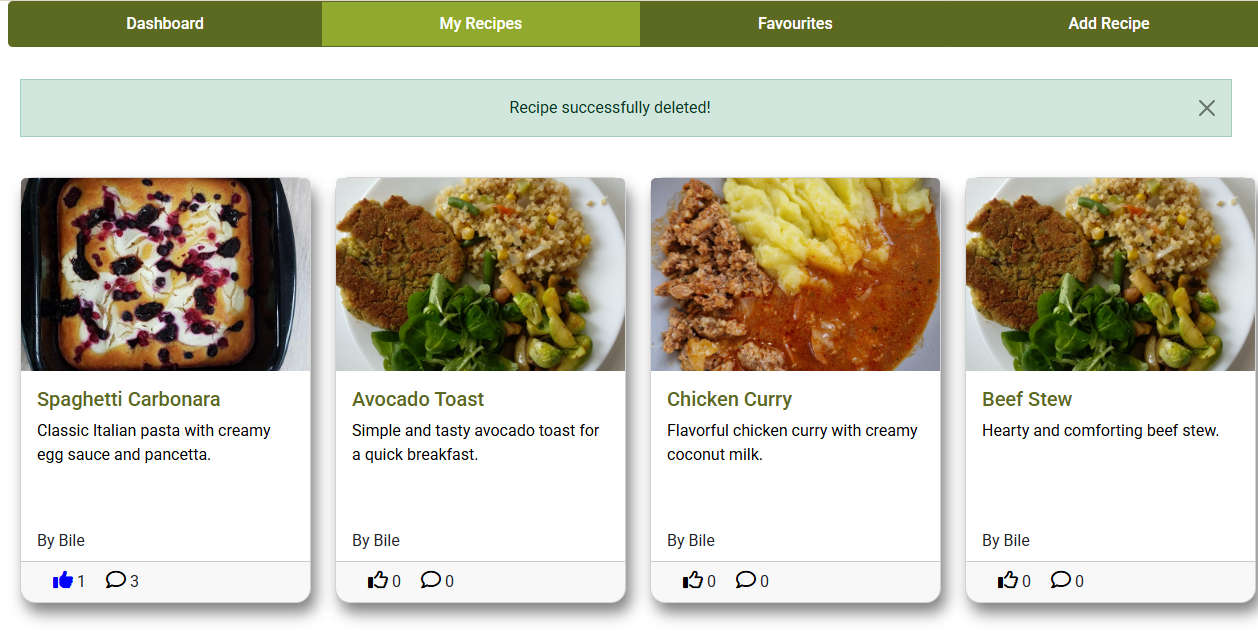 Dashboard
My Recipes
Favourites
Add Recipe
Recipe successfully deleted!
Spaghetti Carbonara
Classic Italian pasta with creamy
egg sauce and pancetta.
By Bile
1 3
Avocado Toast
Simple and tasty avocado toast for
a quick breakfast.
By Bile
0 0
Chicken Curry
Flavorful chicken curry with creamy
coconut milk.
By Bile
0 0
Beef Stew
Hearty and comforting beef stew.
By Bile
0 0